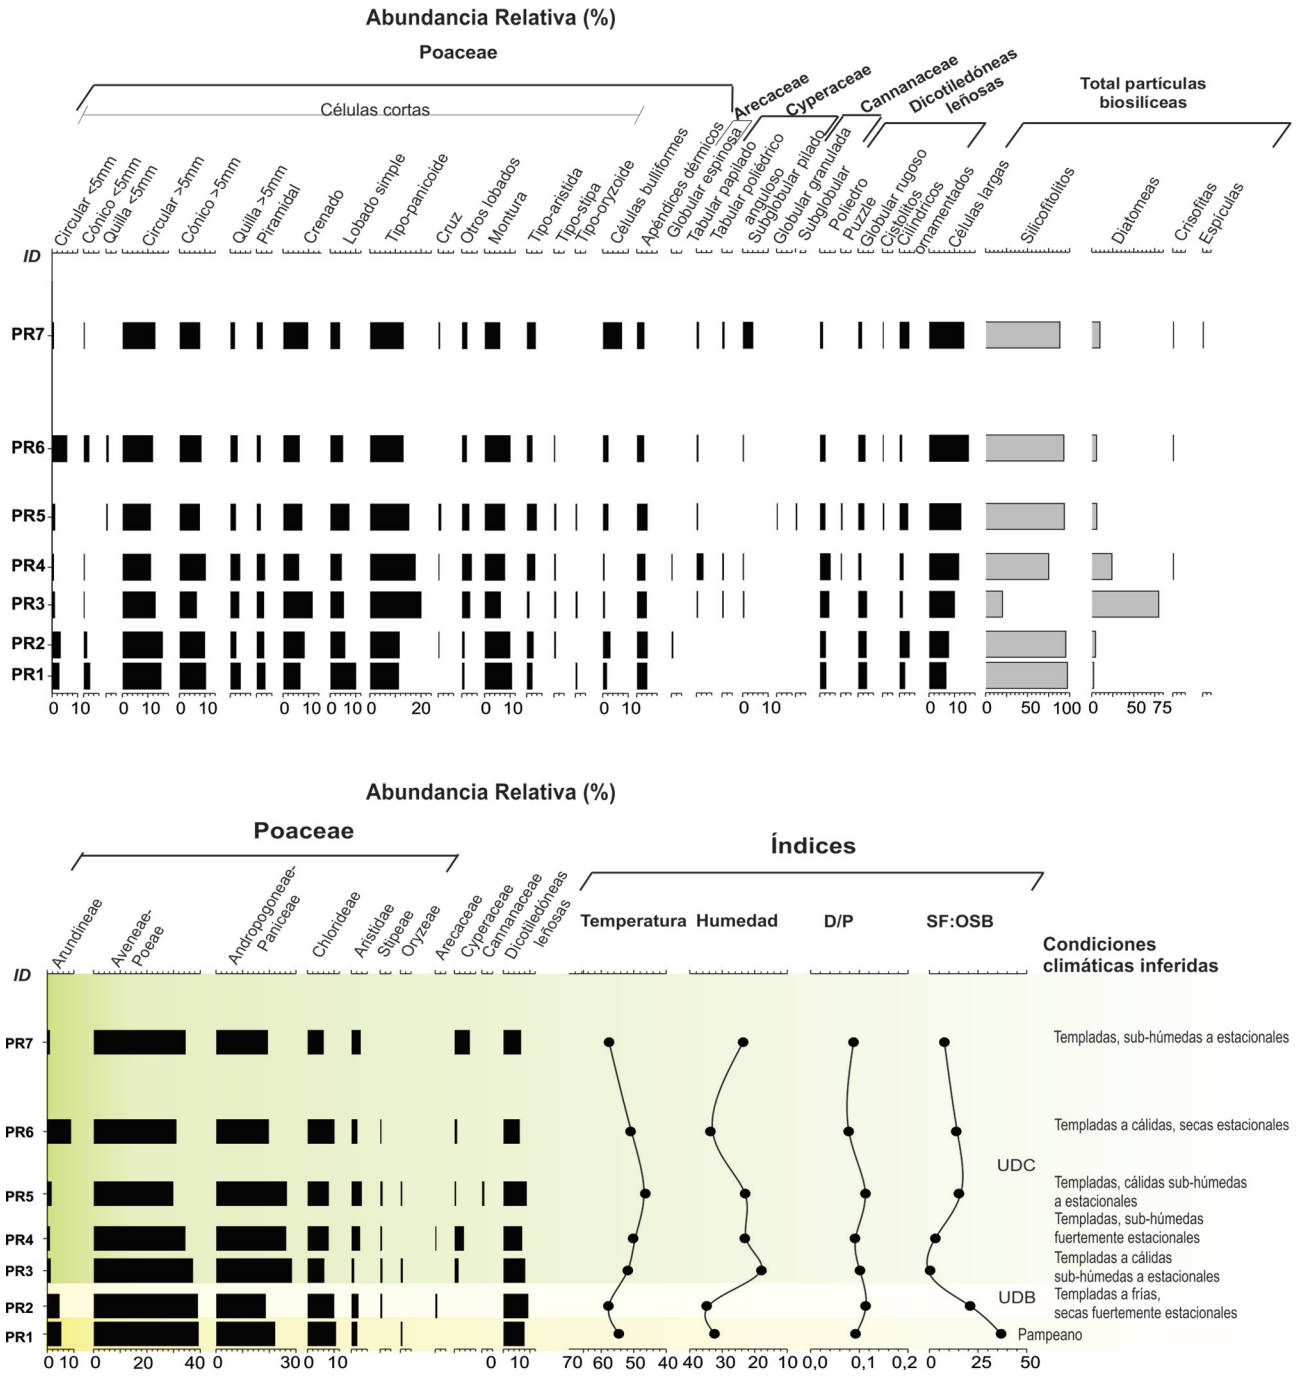 Abundancia Relativa (%)
Poaceae
Células cortas
Arecaceae
Cyperaceae
Cannanaceae
Dicotiledóneas
leñosas
Total partículas
biosilíceas
Circular <5mm
Cónico <5mm
Quilla <5mm
Circular >5mm
Cónico >5mm
Quilla >5mm
Piramidal
Crenado
Lobado simple
Tipo-panicoide
Cruz
Otros lobados
Montura
Tipo-aristida
Tipo-stipa
Tipo-oryzoide
Células bulliformes
Apéndices dérmicos
Globular espinosa
Tabular papilado
Tabular poliédrico
anguloso
Subglobular pilado
Globular granulada
Subglobular
Poliedro
Puzzle
Globular rugoso
Cistolitos
Cilindricos
ornamentados
Células largas
Silicofitolitos
Diatomeas
Crisofitas
Espículas
ID
PR7
PR6
PR5
PR4
PR3
PR2
PR1
0 10 0 10 0 10 0 10 0 10 0 20 0 10 0 10 0 10 0 10 0 50 100 0 50 75
Abundancia Relativa (%)
Poaceae
Índices
Arundineae
Aveneae-
Poeae
Andropogoneae-
Paniceae
Chlorideae
Aristidae
Stipeae
Oryzeae
Arecaceae
Cyperaceae
Cannanaceae
Dicotiledóneas
leñosas
Temperatura
Humedad
D/P
SF:OSB
Condiciones
climáticas inferidas
ID
PR7
Templadas, sub-húmedas a estacionales
PR6
Templadas a cálidas, secas estacionales
UDC
PR5
Templadas, cálidas sub-húmedas
a estacionales
PR4
Templadas, sub-húmedas
fuertemente estacionales
PR3
Templadas a cálidas
sub-húmedas a estacionales
UDB
PR2
Templadas a frías,
secas fuertemente estacionales
PR1
Pampeano
0 10 0 20 40 0 30 0 10 0 10 70 60 50 40 40 30 20 10 0,0 0,1 0,2 0 25 50